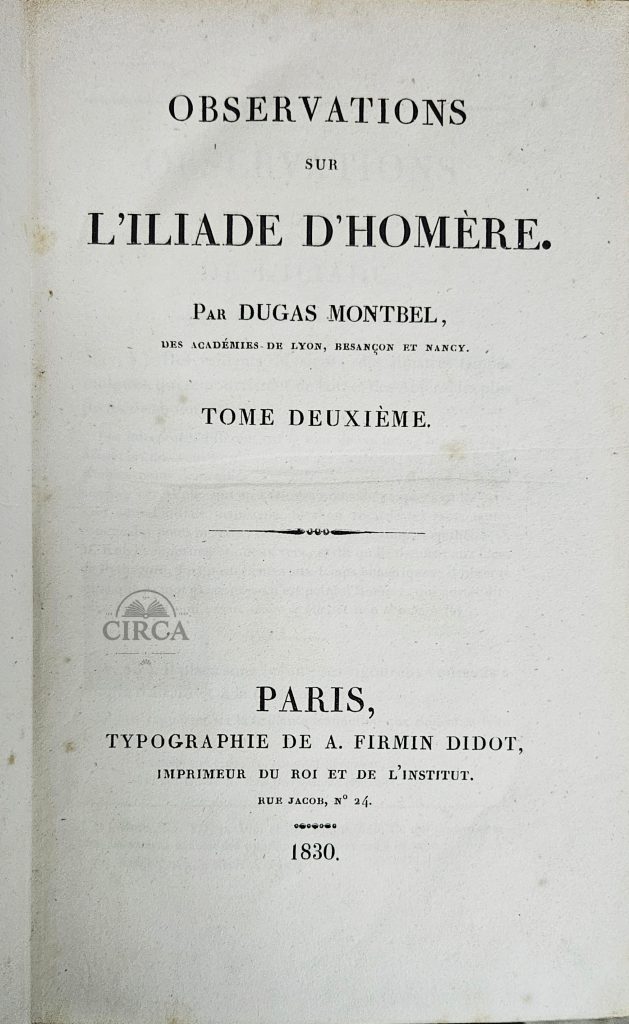 OBSERVATIONS
SUR
L'ILIADE D'HOMÈRE.
PAR DUGAS MONTBEL,
DES ACADÉMIES DE LYON, BESANÇON ET NANCY.
TOME DEUXIÈME.
CIRCA
PARIS,
TYPOGRAPHIE DE A. FIRMIN DIDOT,
IMPRIMEUR DU ROI ET DE L'INSTITUT.
RUE JACOB, N° 24.
1830.